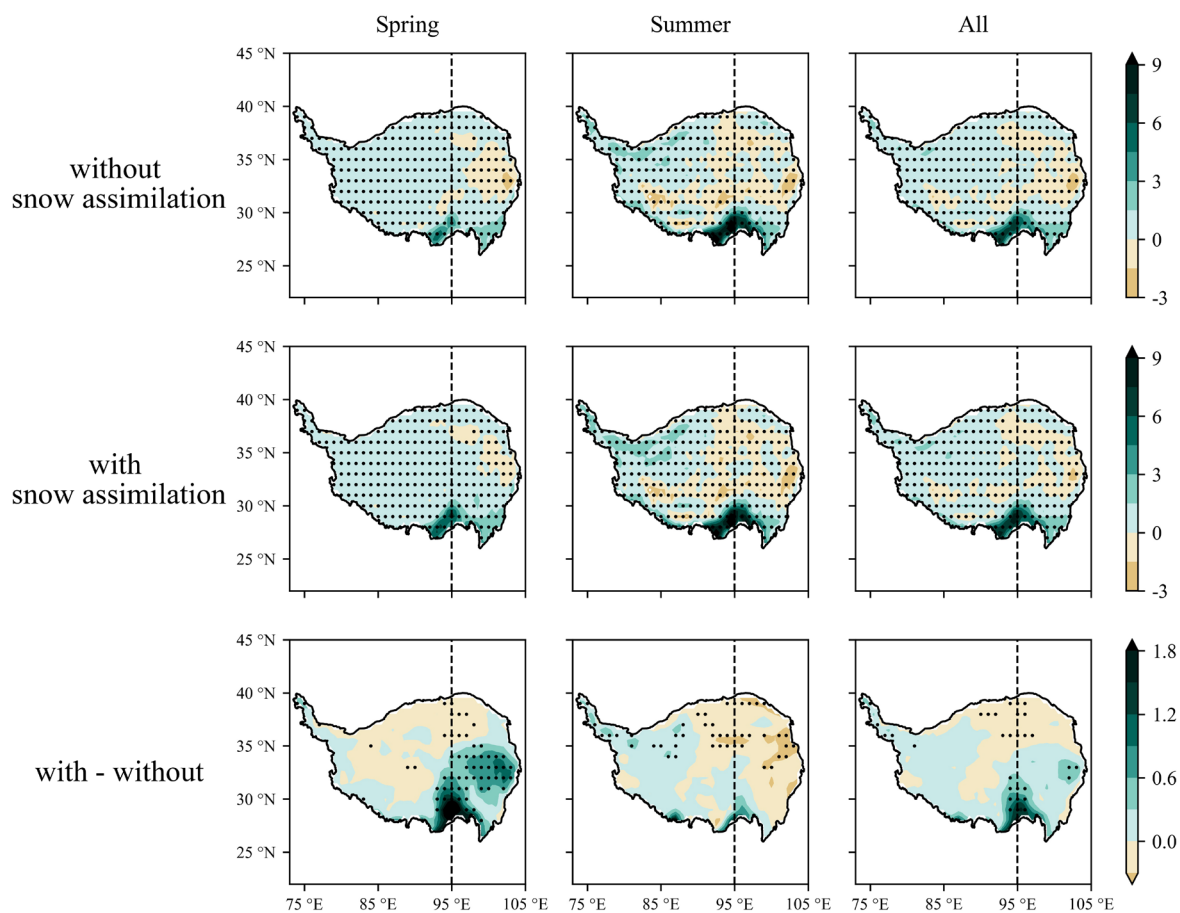 Spring Summer All
45 °N
40 °N
35 °N
30 °N
25 °N
without
snow assimilation
9
6
3
0
-3
45 °N
40 °N
35 °N
30 °N
25 °N
with
snow assimilation
9
6
3
0
-3
45 °N
40 °N
35 °N
30 °N
25 °N
with - without
1.8
1.2
0.6
0.0
75 °E 85 °E 95 °E 105 °E 75 °E 85 °E 95 °E 105 °E 75 °E 85 °E 95 °E 105 °E